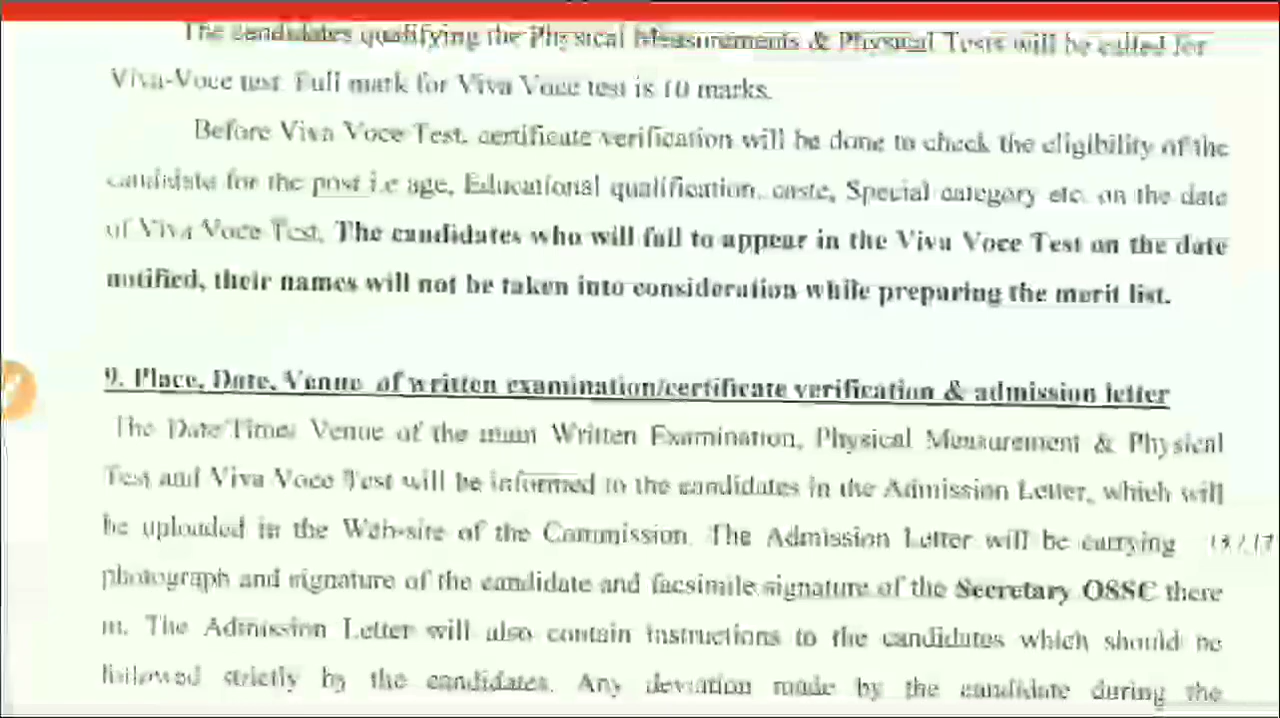 The candidates qualifying the Physical Measurements & Physical Tests will be called for
Viva-Voce test. Full mark for Viva Voce test is 10 marks.
Before Viva Voce Test, certificate verification will be done to check the eligibility of the
candidate for the post i.e age, Educational qualification, caste, Special category etc. on the date
of Viva Voce Test. The candidates who will fail to appear in the Viva Voce Test on the date
notified, their names will not be taken into consideration while preparing the merit list.
9. Place, Date, Venue of written examination/certificate verification & admission letter
The Date/Time/ Venue of the main Written Examination, Physical Measurement & Physical
Test and Viva Voce Test will be informed to the candidates in the Admission Letter, which will
be uploaded in the Web-site of the Commission. The Admission Letter will be carrying
photograph and signature of the candidate and facsimile signature of the Secretary OSSC there
in. The Admission Letter will also contain instructions to the candidates which should be
followed strictly by the candidates. Any deviation made by the candidate during the